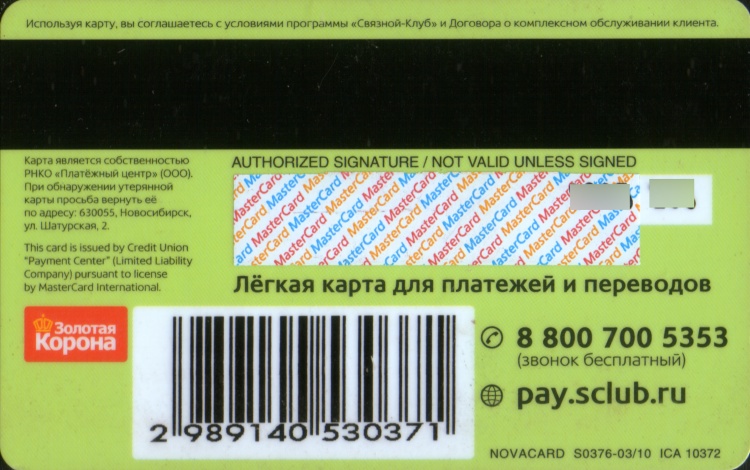 Используя карту, вы соглашаетесь с условиями программы «Связной-Клуб» и Договора о комплексном обслуживании клиента.
Карта является собственностью
РНКО «Платёжный центр» (ООО).
При обнаружении утерянной
карты просьба вернуть её
по адресу: 630055, Новосибирск,
ул. Шатурская, 2.
This card is issued by Credit Union
"Payment Center" (Limited Liability
Company) pursuant to license
by MasterCard International.
AUTHORIZED SIGNATURE / NOT VALID UNLESS SIGNED
MasterCard MasterCard MasterCard MasterCard
Лёгкая карта для платежей и переводов
Золотая
Корона
2 989140 530371
8 800 700 5353
(звонок бесплатный)
pay.sclub.ru
NOVACARD S0376-03/10 ICA 10372